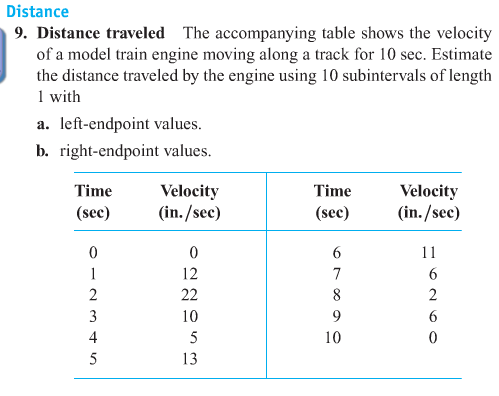 Distance
9. Distance traveled The accompanying table shows the velocity
of a model train engine moving along a track for 10 sec. Estimate
the distance traveled by the engine using 10 subintervals of length
1 with
a. left-endpoint values.
b. right-endpoint values.
Time Velocity Time Velocity
(sec) (in./sec) (sec) (in./sec)
0 0 6 11
1 12 7 6
2 22 8 2
3 10 9 6
4 5 10 0
5 13